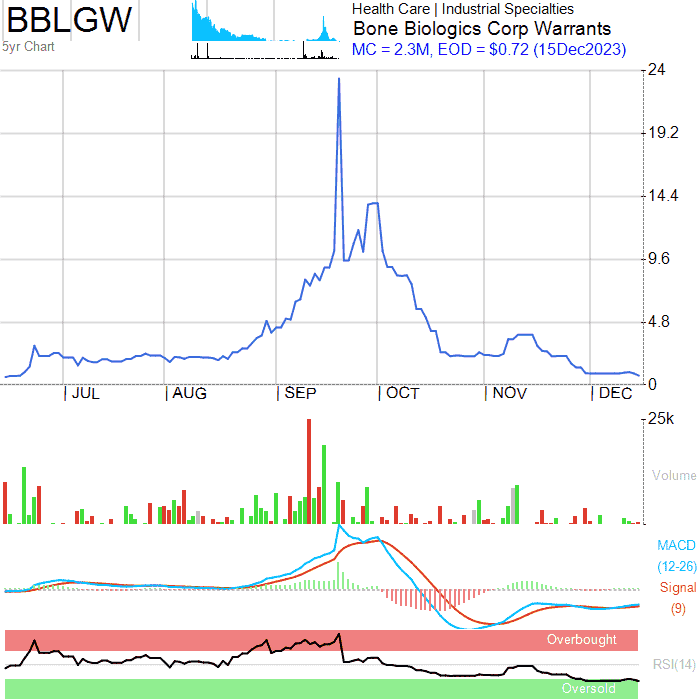 BBLGW
5yr Chart
Health Care | Industrial Specialties
Bone Biologics Corp Warrants
MC = 2.3M, EOD = $0.72 (15Dec2023)
24
19.2
14.4
9.6
4.8
0
| JUL | AUG | SEP | OCT | NOV | DEC
25k
Volume
MACD
(12-26)
Signal
(9)
Overbought
RSI(14)
Oversold